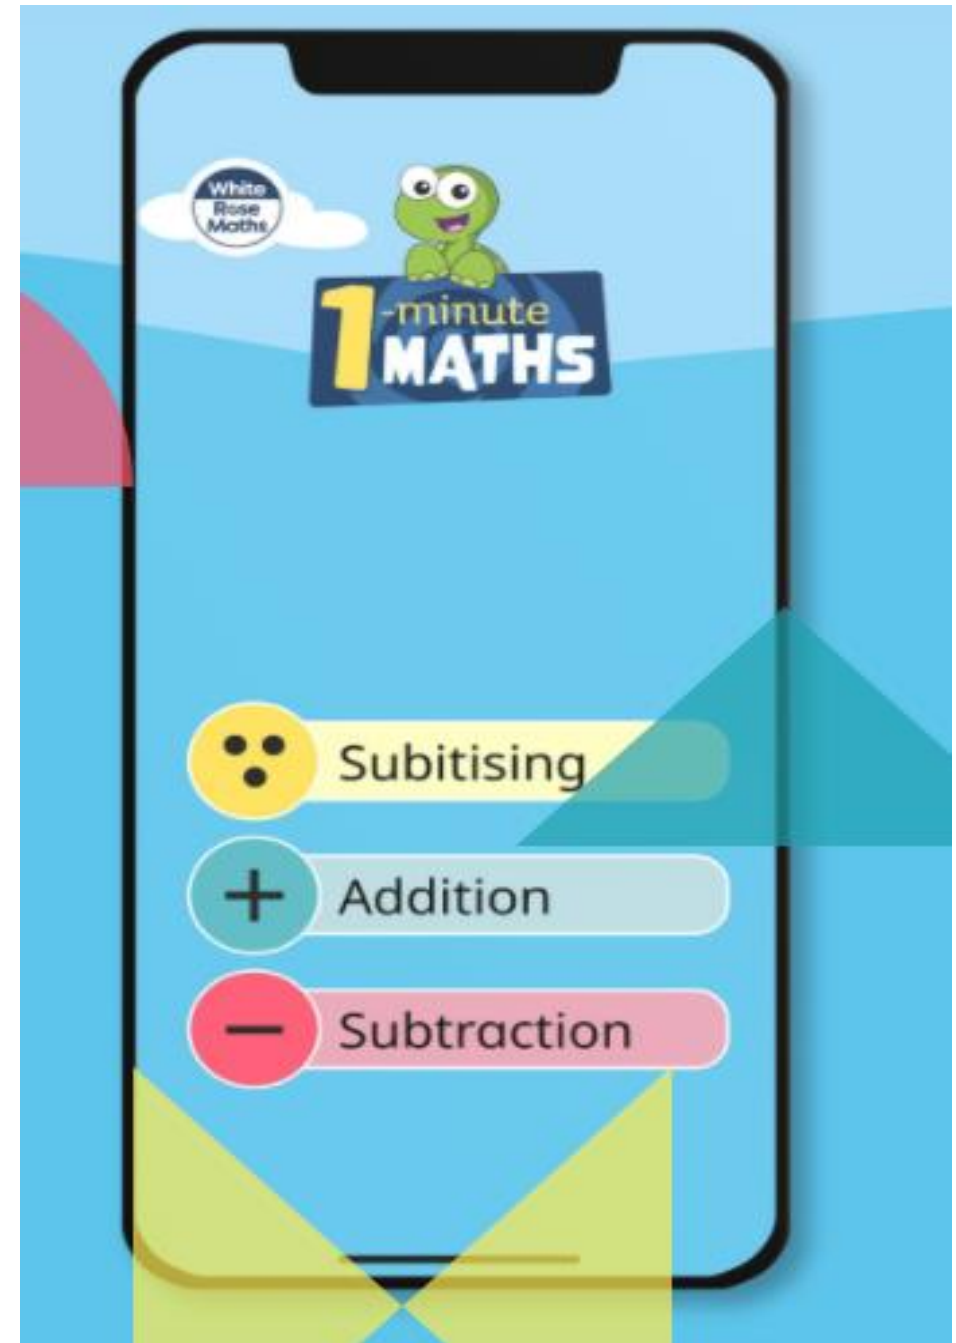 White
Rose
Maths
1-minute
MATHS
Subitising
Addition
Subtraction